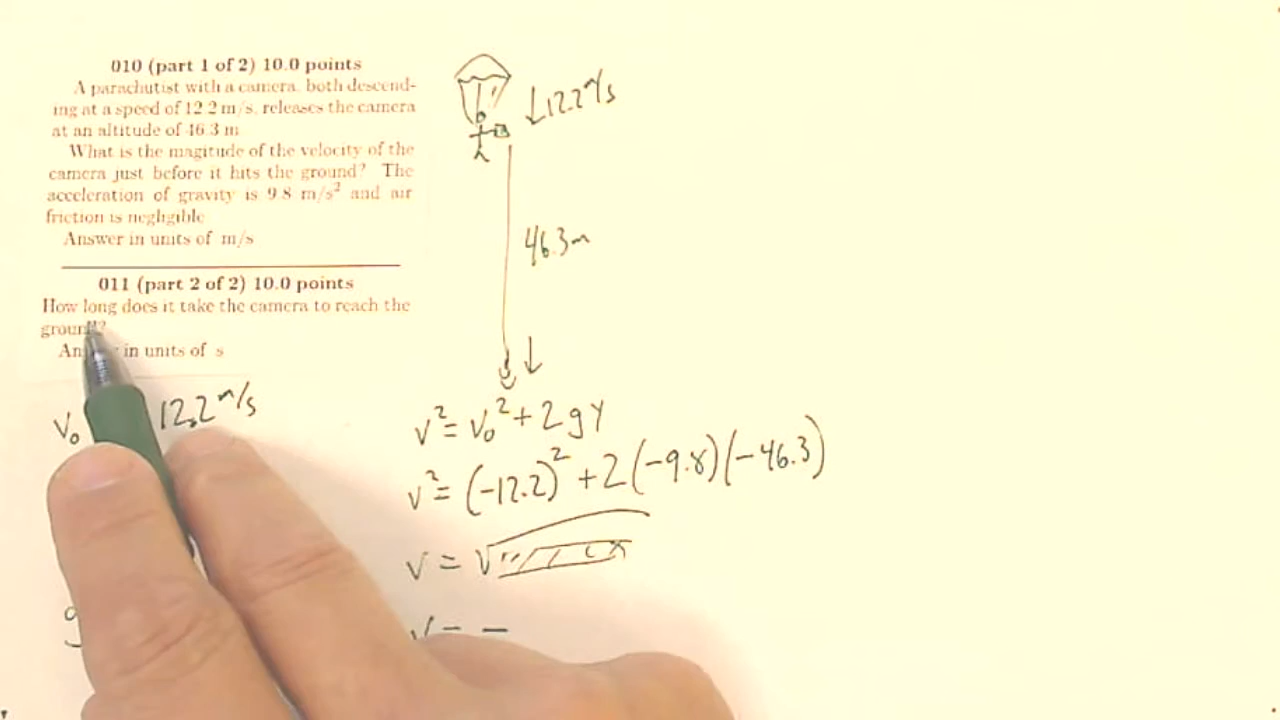 010 (part 1 of 2) 10.0 points
A parachutist with a camera, both descend-
ing at a speed of 12.2 m/s, releases the camera
at an altitude of 46.3 m.
What is the magitude of the velocity of the
camera just before it hits the ground? The
acceleration of gravity is 9.8 m/s² and air
friction is negligible.
Answer in units of m/s
011 (part 2 of 2) 10.0 points
How long does it take the camera to reach the
ground?
in units of s
↓12.2 m/s
46.3m
V₀ 12.2 m/s
V² = V₀² + 2gY
V² = (-12.2)² + 2(-9.8)(-46.3)
V = √
V = -
g